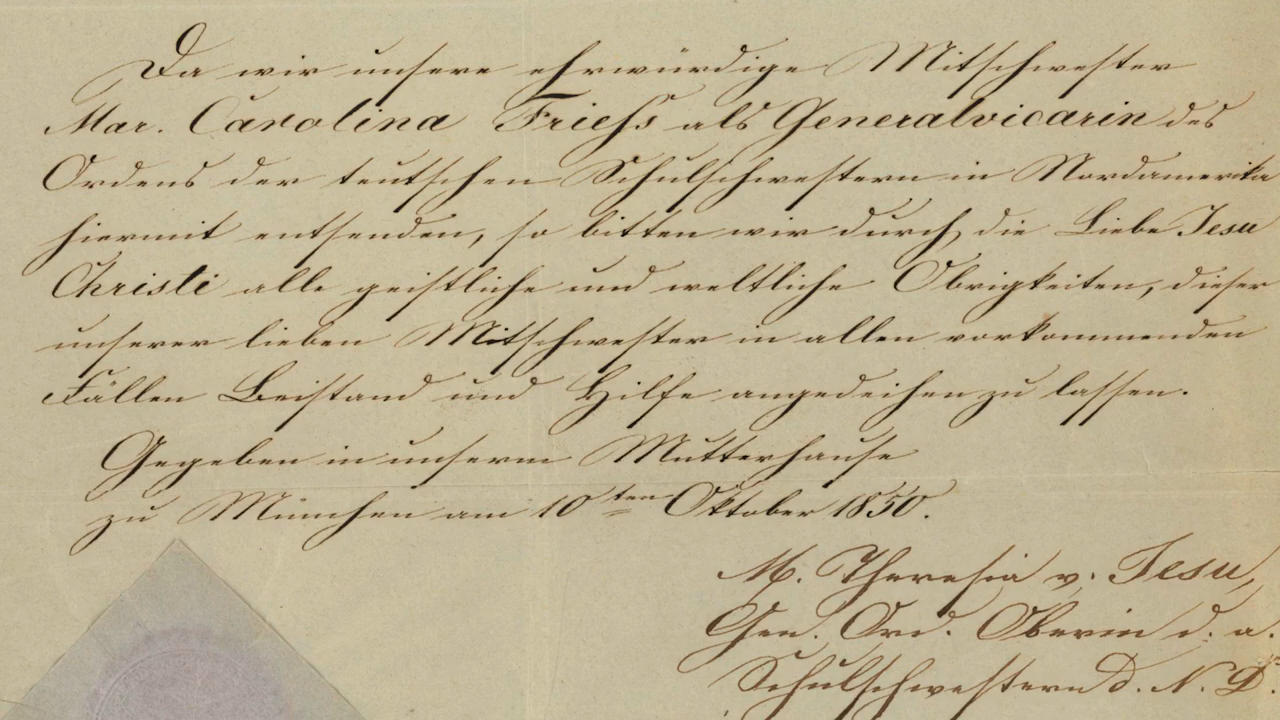 Da wir unsere ehrwürdige Mitschwester
Mar. Carolina Friess als Generalvicarin des
Ordens der teutschen Schulschwestern in Nordamerika
hiermit entsenden, so bitten wir durch die Liebe Jesu
Christi alle geistliche und weltliche Obrigkeiten, dieser
unserer lieben Mitschwester in allen vorkommenden
Fällen Beistand und Hilfe angedeihen zu lassen.
Gegeben in unserm Mutterhause
zu München am 10ten Oktober 1850.
M. Theresia v. Jesu,
Gen. Ord. Oberin d. a.
Schulschwestern d. N. D.